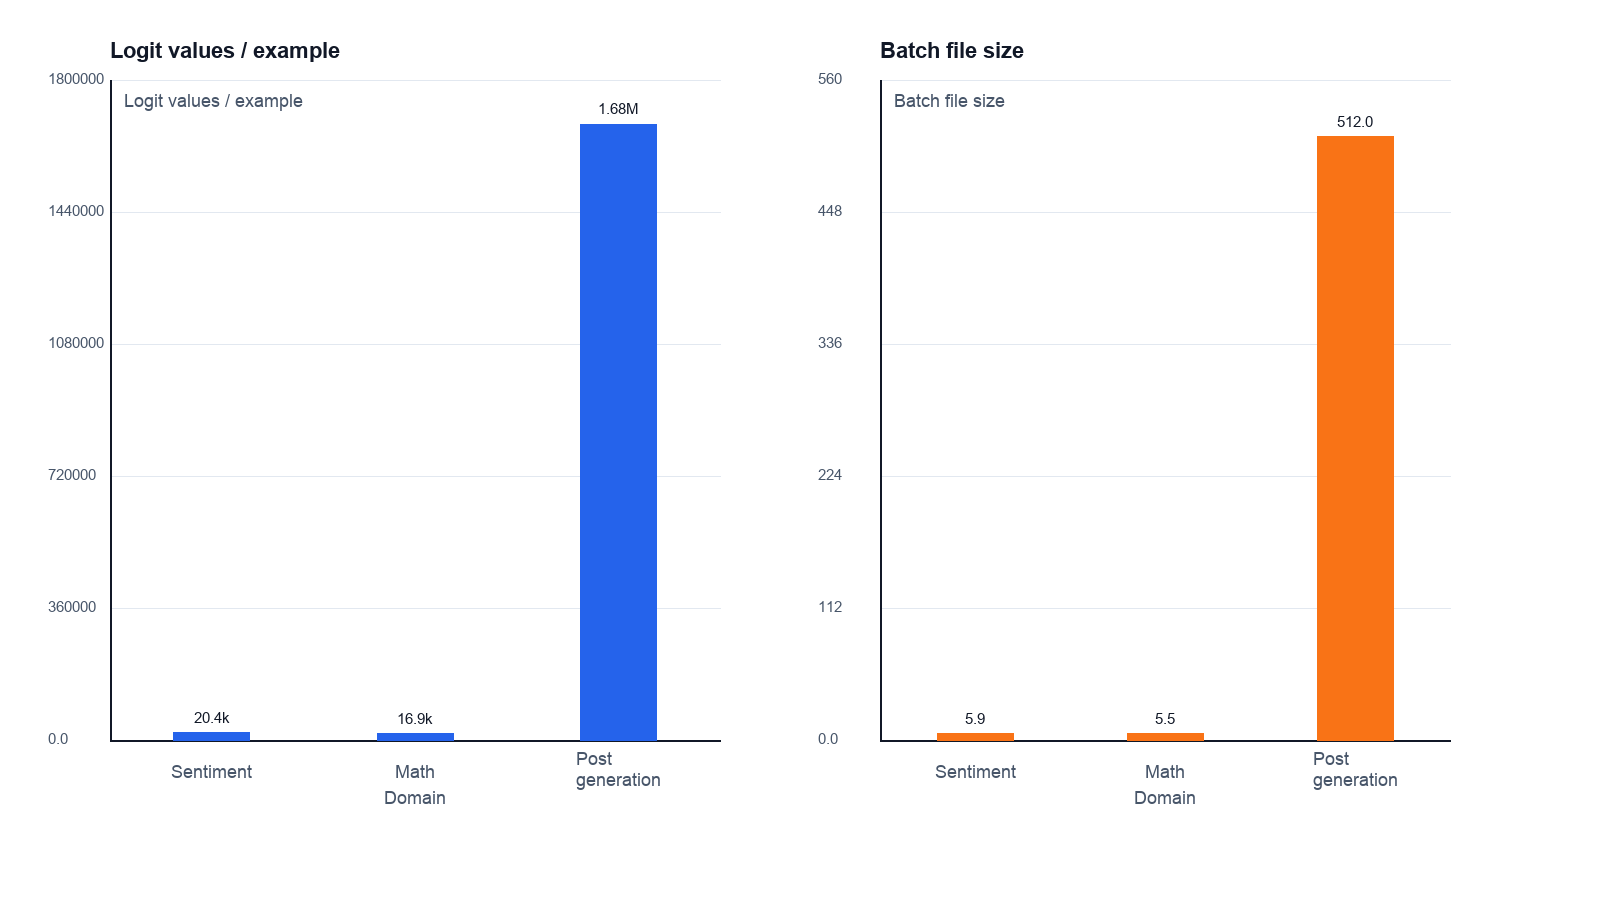 Logit values / example
1800000
Logit values / example
1.68M
1440000
1080000
720000
360000
20.4k
16.9k
0.0
Sentiment
Math
Post
generation
Domain
Batch file size
560
Batch file size
512.0
448
336
224
112
5.9
5.5
0.0
Sentiment
Math
Post
generation
Domain